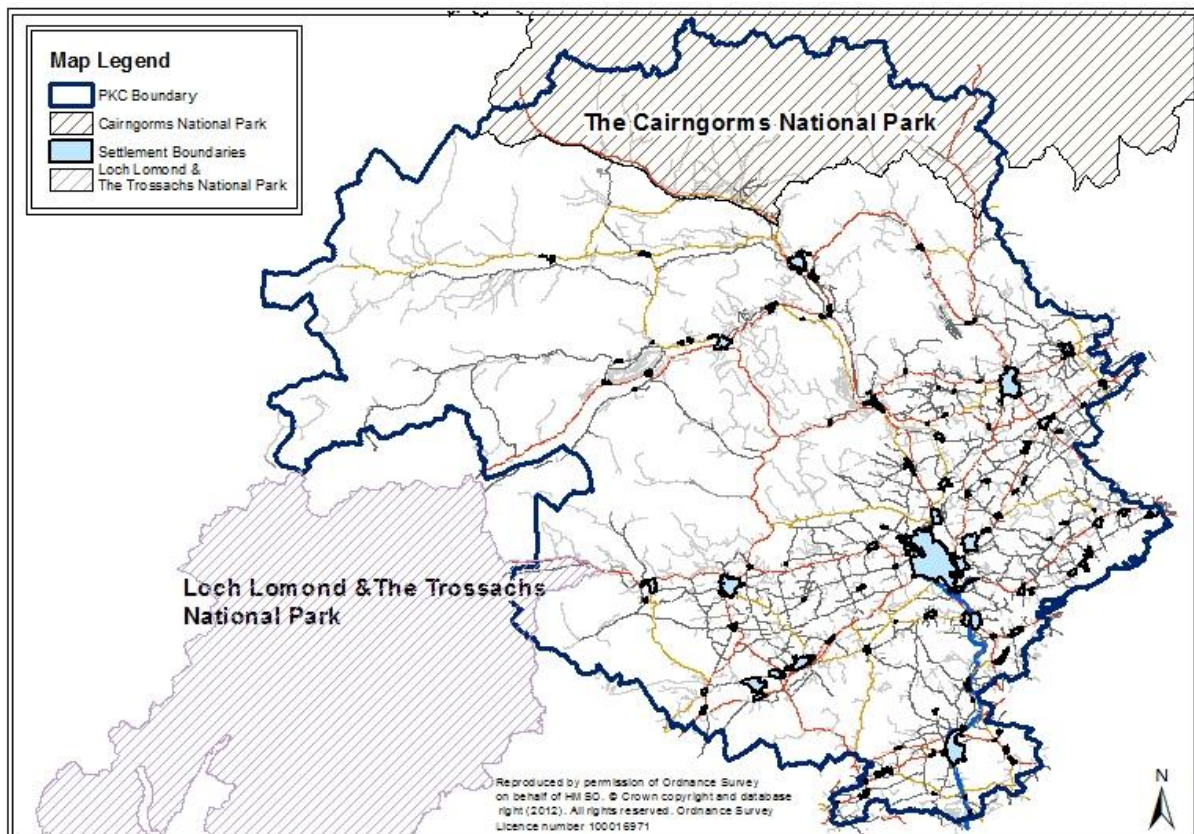 Map Legend
PKC Boundary
Cairngorms National Park
Settlement Boundaries
Loch Lomond &
The Trossachs National Park
The Cairngorms National Park
Loch Lomond & The Trossachs
National Park
Reproduced by permission of Ordnance Survey
on behalf of HMSO. © Crown copyright and database
right (2012). All rights reserved. Ordnance Survey
Licence number 100016971
N